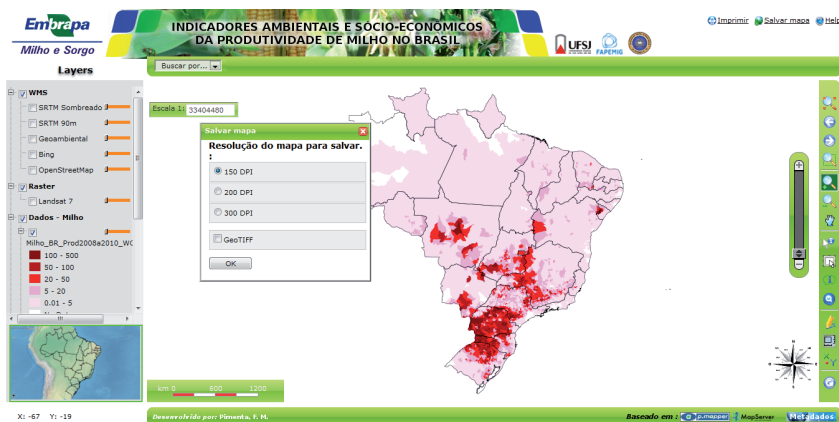 Embrapa
Milho e Sorgo
INDICADORES AMBIENTAIS E SÓCIO-ECONÔMICOS
DA PRODUTIVIDADE DE MILHO NO BRASIL
UFSJ
FAPEMIG
Imprimir
Salvar mapa
Help
Layers
Buscar por...
WMS
SRTM Sombreado
SRTM 90m
Geoambiental
Bing
OpenStreetMap
Raster
Landsat 7
Dados - Milho
Milho_BR_Prod2008a2010_WG
100 - 500
50 - 100
20 - 50
5 - 20
0.01 - 5
Escala 1: 33404480
Salvar mapa
Resolução do mapa para salvar.
:
150 DPI
200 DPI
300 DPI
GeoTIFF
OK
km 0 600 1200
X: -67 Y: -19
Desenvolvido por: Pimenta, F. M.
Baseado em : p.mapper MapServer Metadados